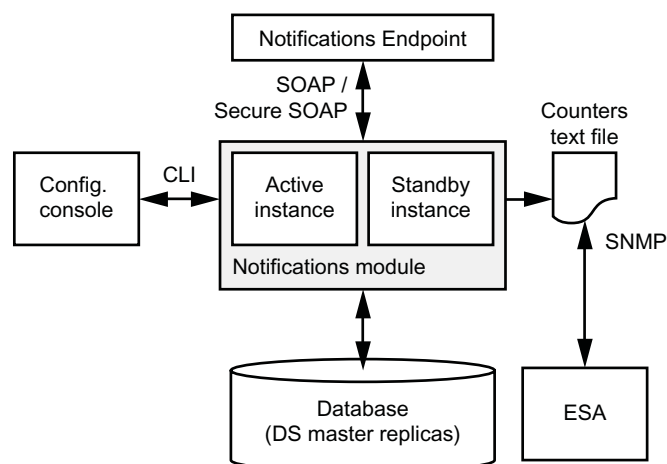 Notifications Endpoint
SOAP /
Secure SOAP
Counters
text file
Config.
console
CLI
Active
instance
Standby
instance
Notifications module
SNMP
Database
(DS master replicas)
ESA